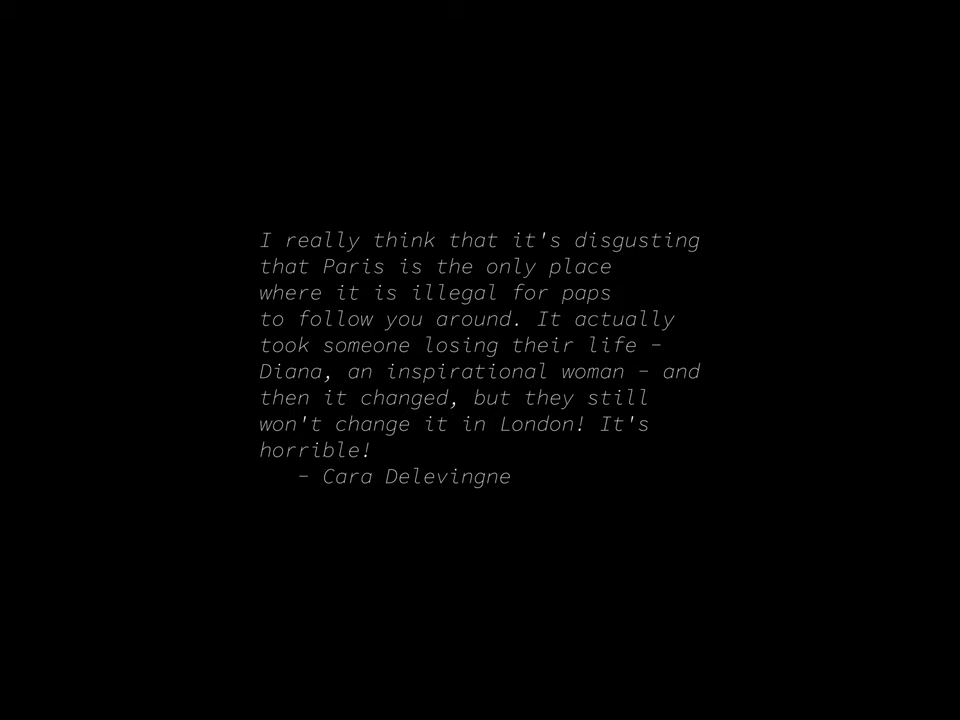 I really think that it's disgusting
that Paris is the only place
where it is illegal for paps
to follow you around. It actually
took someone losing their life -
Diana, an inspirational woman - and
then it changed, but they still
won't change it in London! It's
horrible!
- Cara Delevingne